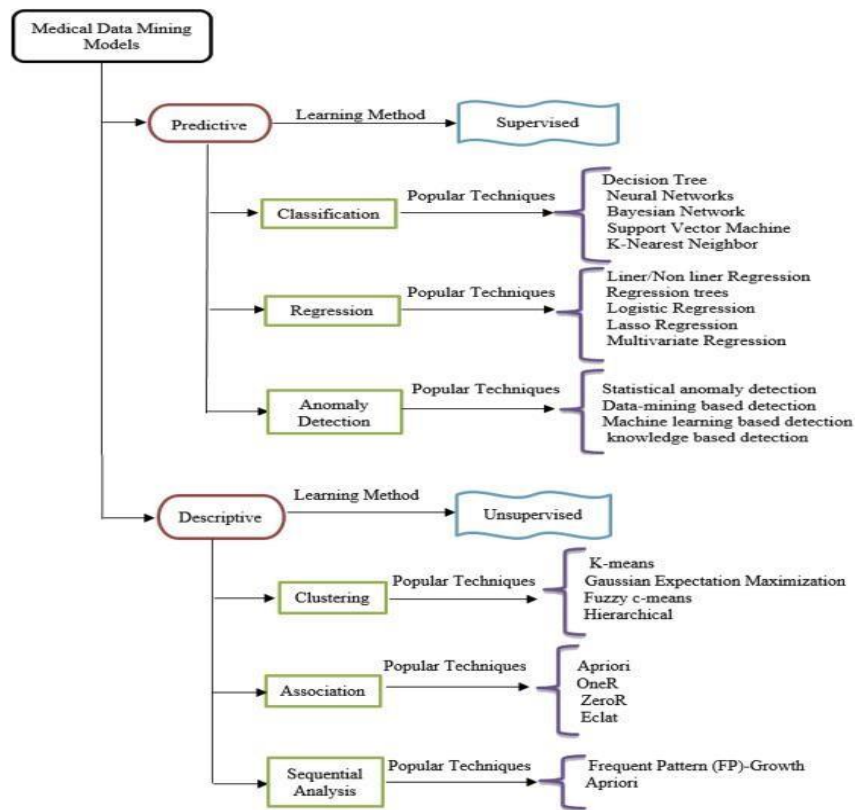 Medical Data Mining
Models
Predictive
Learning Method
Supervised
Classification
Popular Techniques
Decision Tree
Neural Networks
Bayesian Network
Support Vector Machine
K-Nearest Neighbor
Regression
Popular Techniques
Liner/Non liner Regression
Regression trees
Logistic Regression
Lasso Regression
Multivariate Regression
Anomaly
Detection
Popular Techniques
Statistical anomaly detection
Data-mining based detection
Machine learning based detection
knowledge based detection
Descriptive
Learning Method
Unsupervised
Clustering
Popular Techniques
K-means
Gaussian Expectation Maximization
Fuzzy c-means
Hierarchical
Association
Popular Techniques
Apriori
OneR
ZeroR
Eclat
Sequential
Analysis
Popular Techniques
Frequent Pattern (FP)-Growth
Apriori